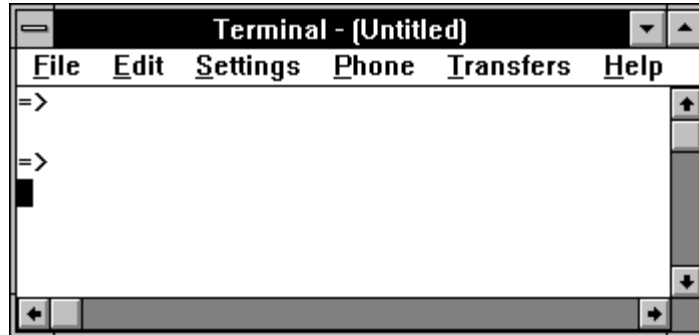 Terminal - (Untitled)
File Edit Settings Phone Transfers Help
=>
=>